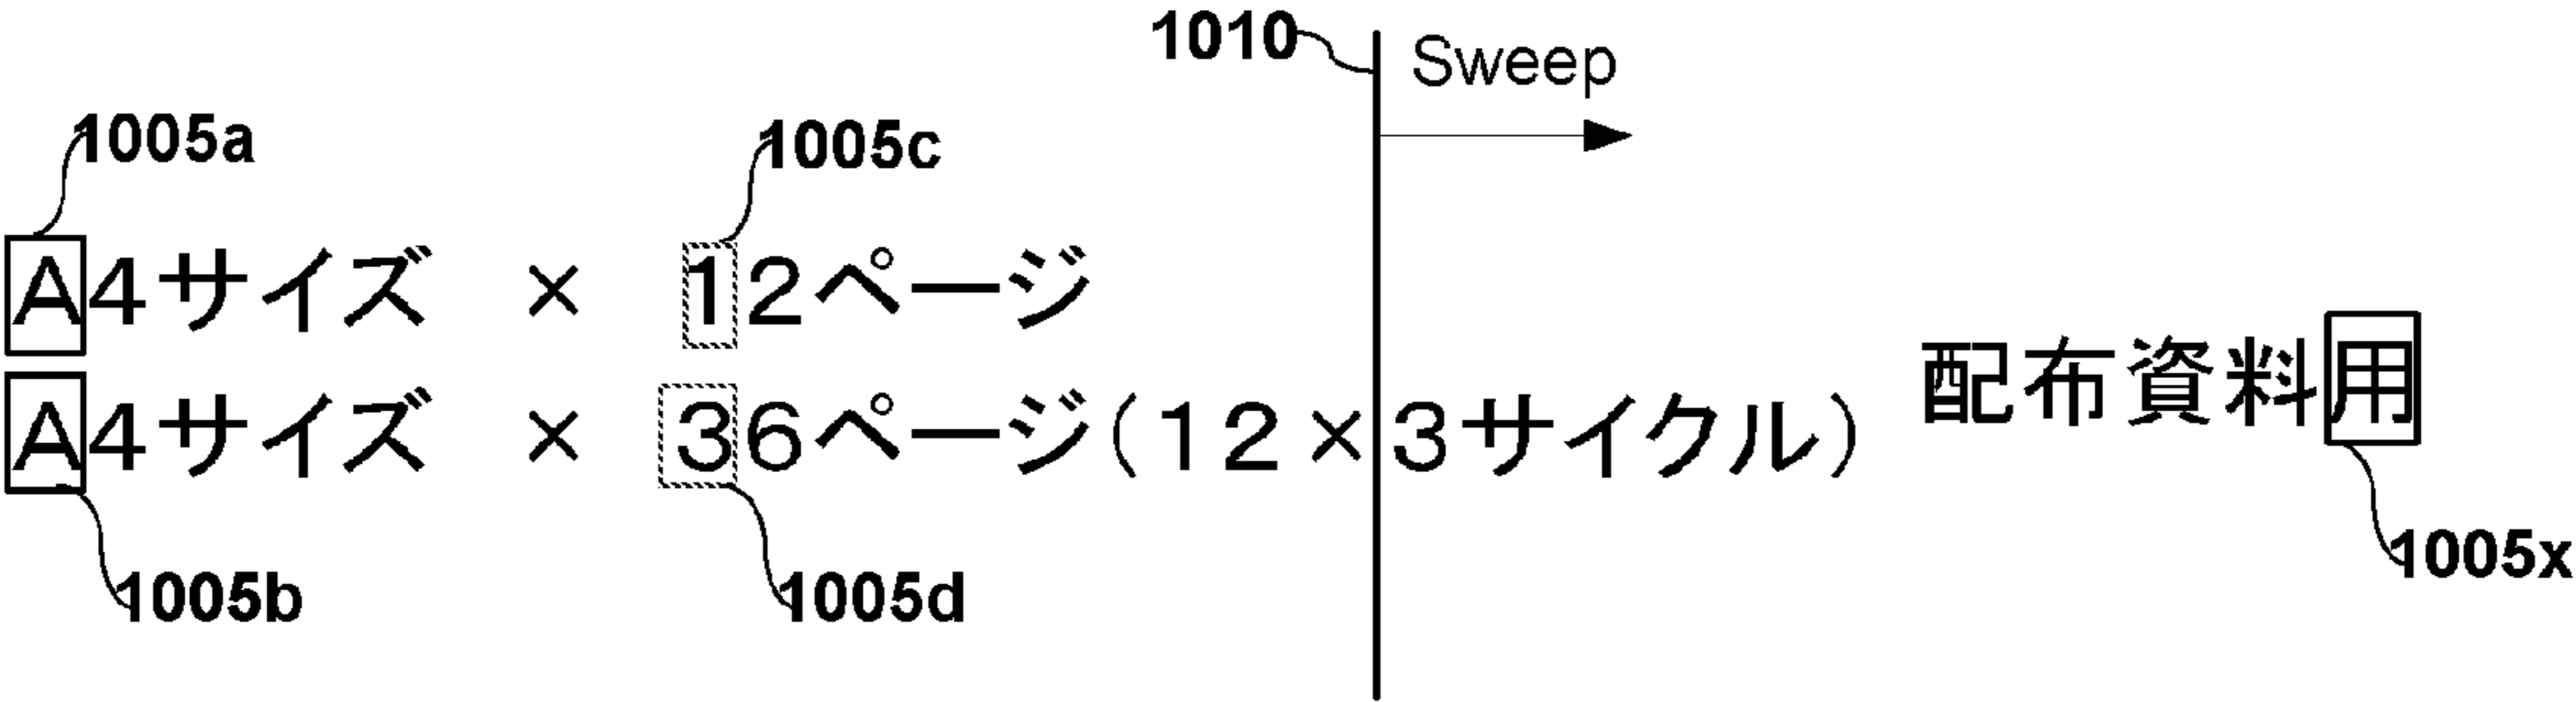 1010 Sweep
1005a 1005c
A4サイズ × 12ページ
配布資料用
A4サイズ × 36ページ(12×3サイクル)
1005x
1005b 1005d